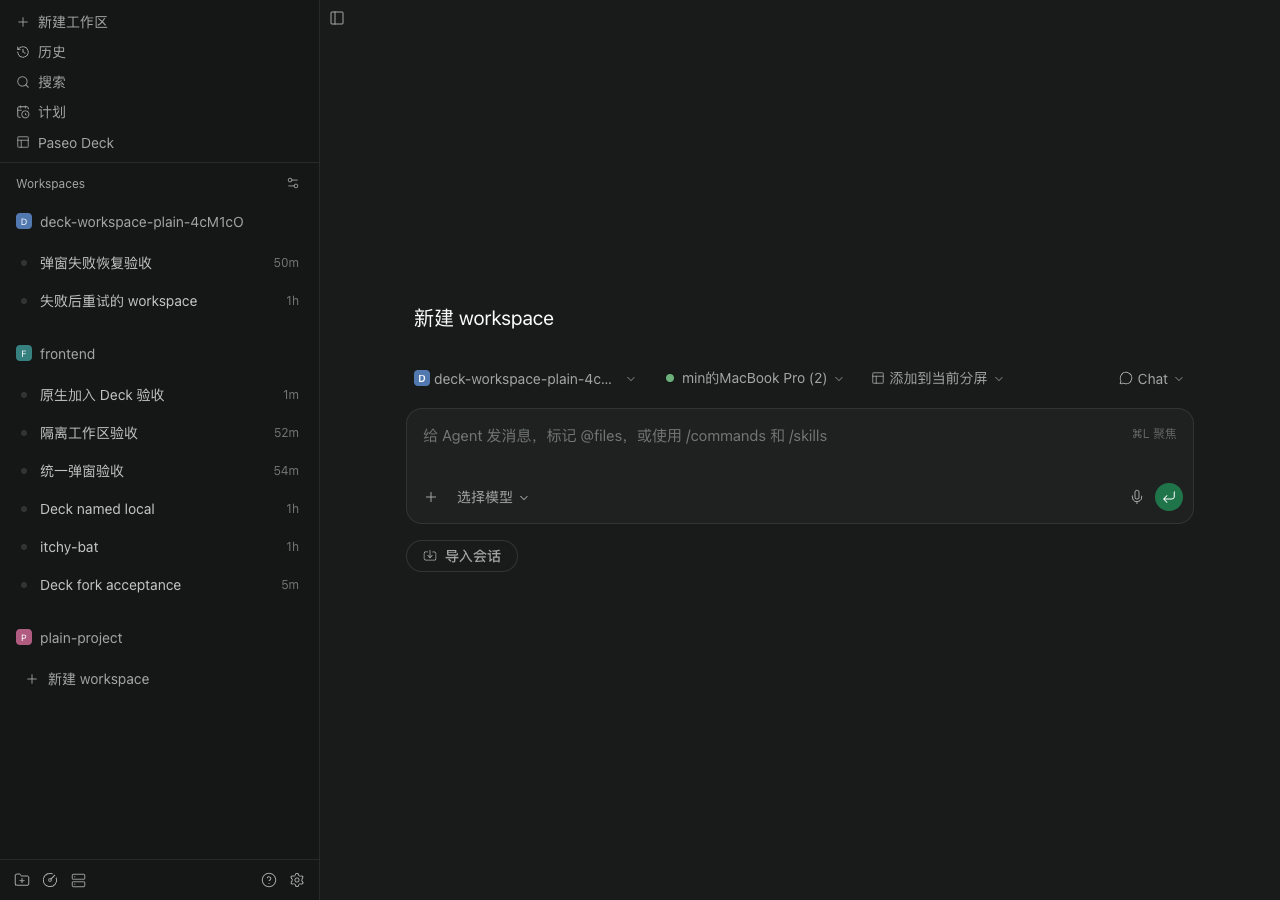 新建工作区
历史
搜索
计划
Paseo Deck
Workspaces
D deck-workspace-plain-4cM1cO
弹窗失败恢复验收 50m
失败后重试的 workspace 1h
F frontend
原生加入 Deck 验收 1m
隔离工作区验收 52m
统一弹窗验收 54m
Deck named local 1h
itchy-bat 1h
Deck fork acceptance 5m
P plain-project
新建 workspace
新建 workspace
D deck-workspace-plain-4c... min的MacBook Pro (2) 添加到当前分屏 Chat
给 Agent 发消息，标记 @files，或使用 /commands 和 /skills ⌘L 聚焦
选择模型
导入会话